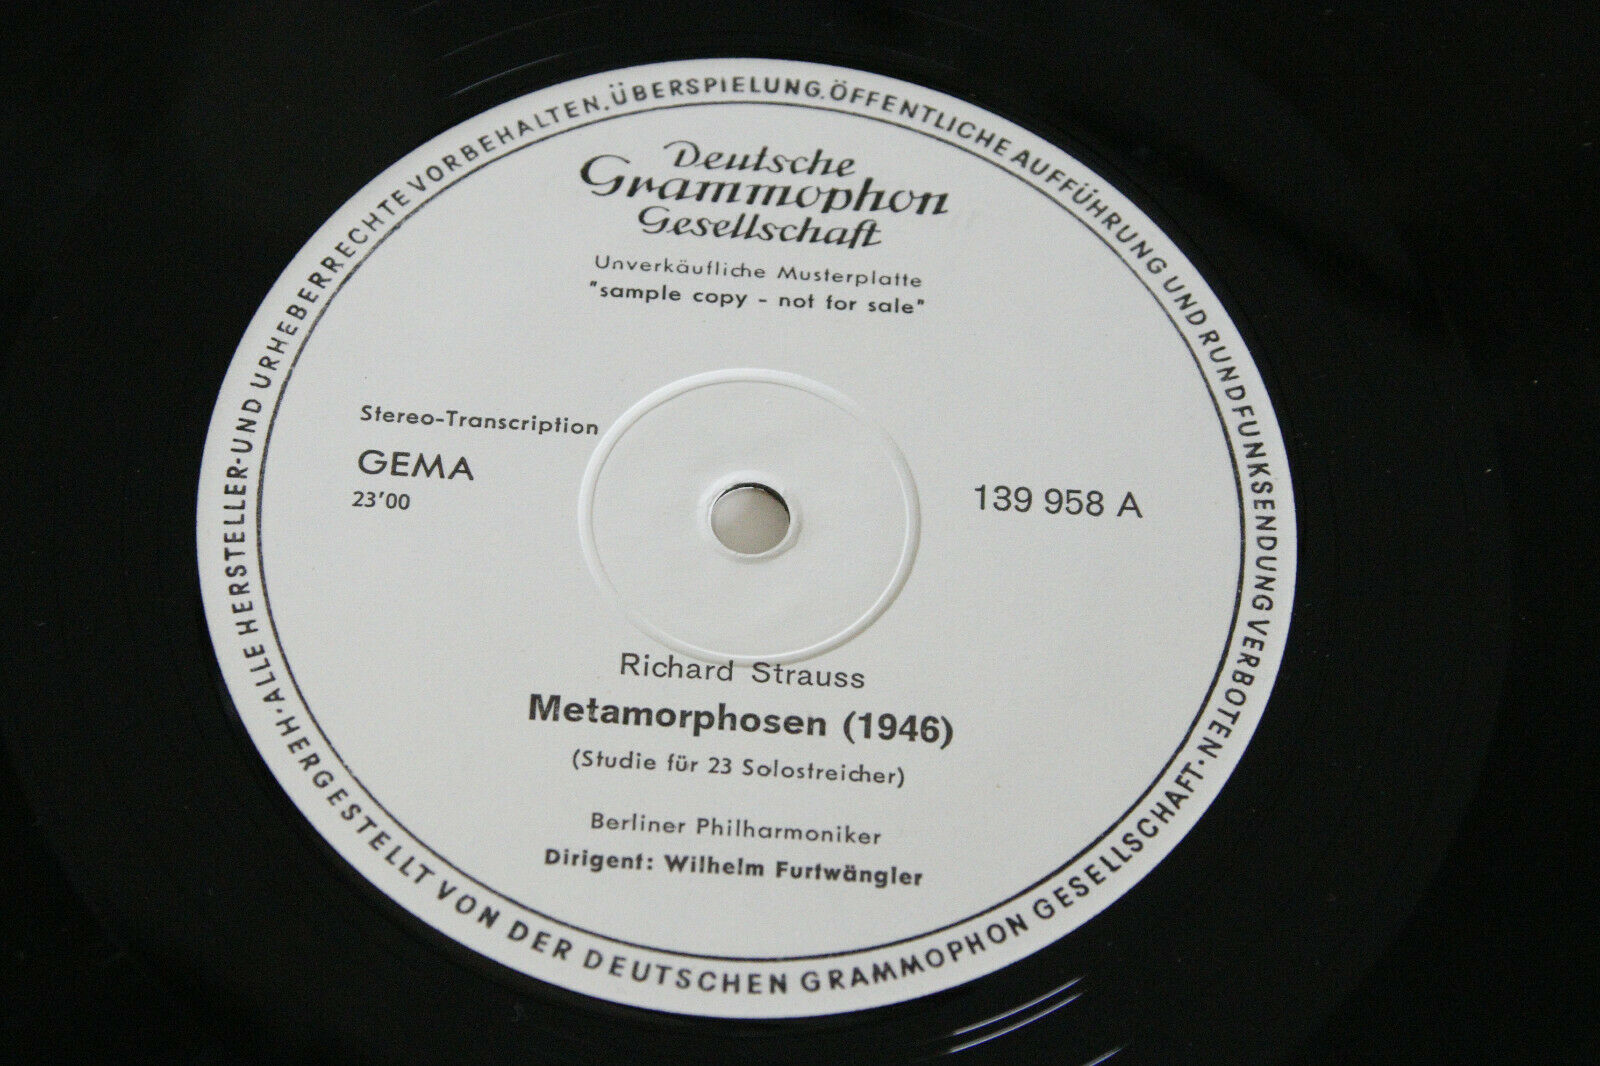 Deutsche
Grammophon
Gesellschaft
Unverkäufliche Musterplatte
"sample copy - not for sale"
Stereo-Transcription
GEMA
23'00
139 958 A
Richard Strauss
Metamorphosen (1946)
(Studie für 23 Solostreicher)
Berliner Philharmoniker
Dirigent: Wilhelm Furtwängler
ALLE HERSTELLER-UND URHEBERRECHTE VORBEHALTEN. ÜBERSPIELUNG. ÖFFENTLICHE AUFFÜHRUNG UND RUNDFUNKSENDUNG VERBOTEN.
N·HERGESTELLT VON DER DEUTSCHEN GRAMMOPHON GESELLSCHAFT·H·